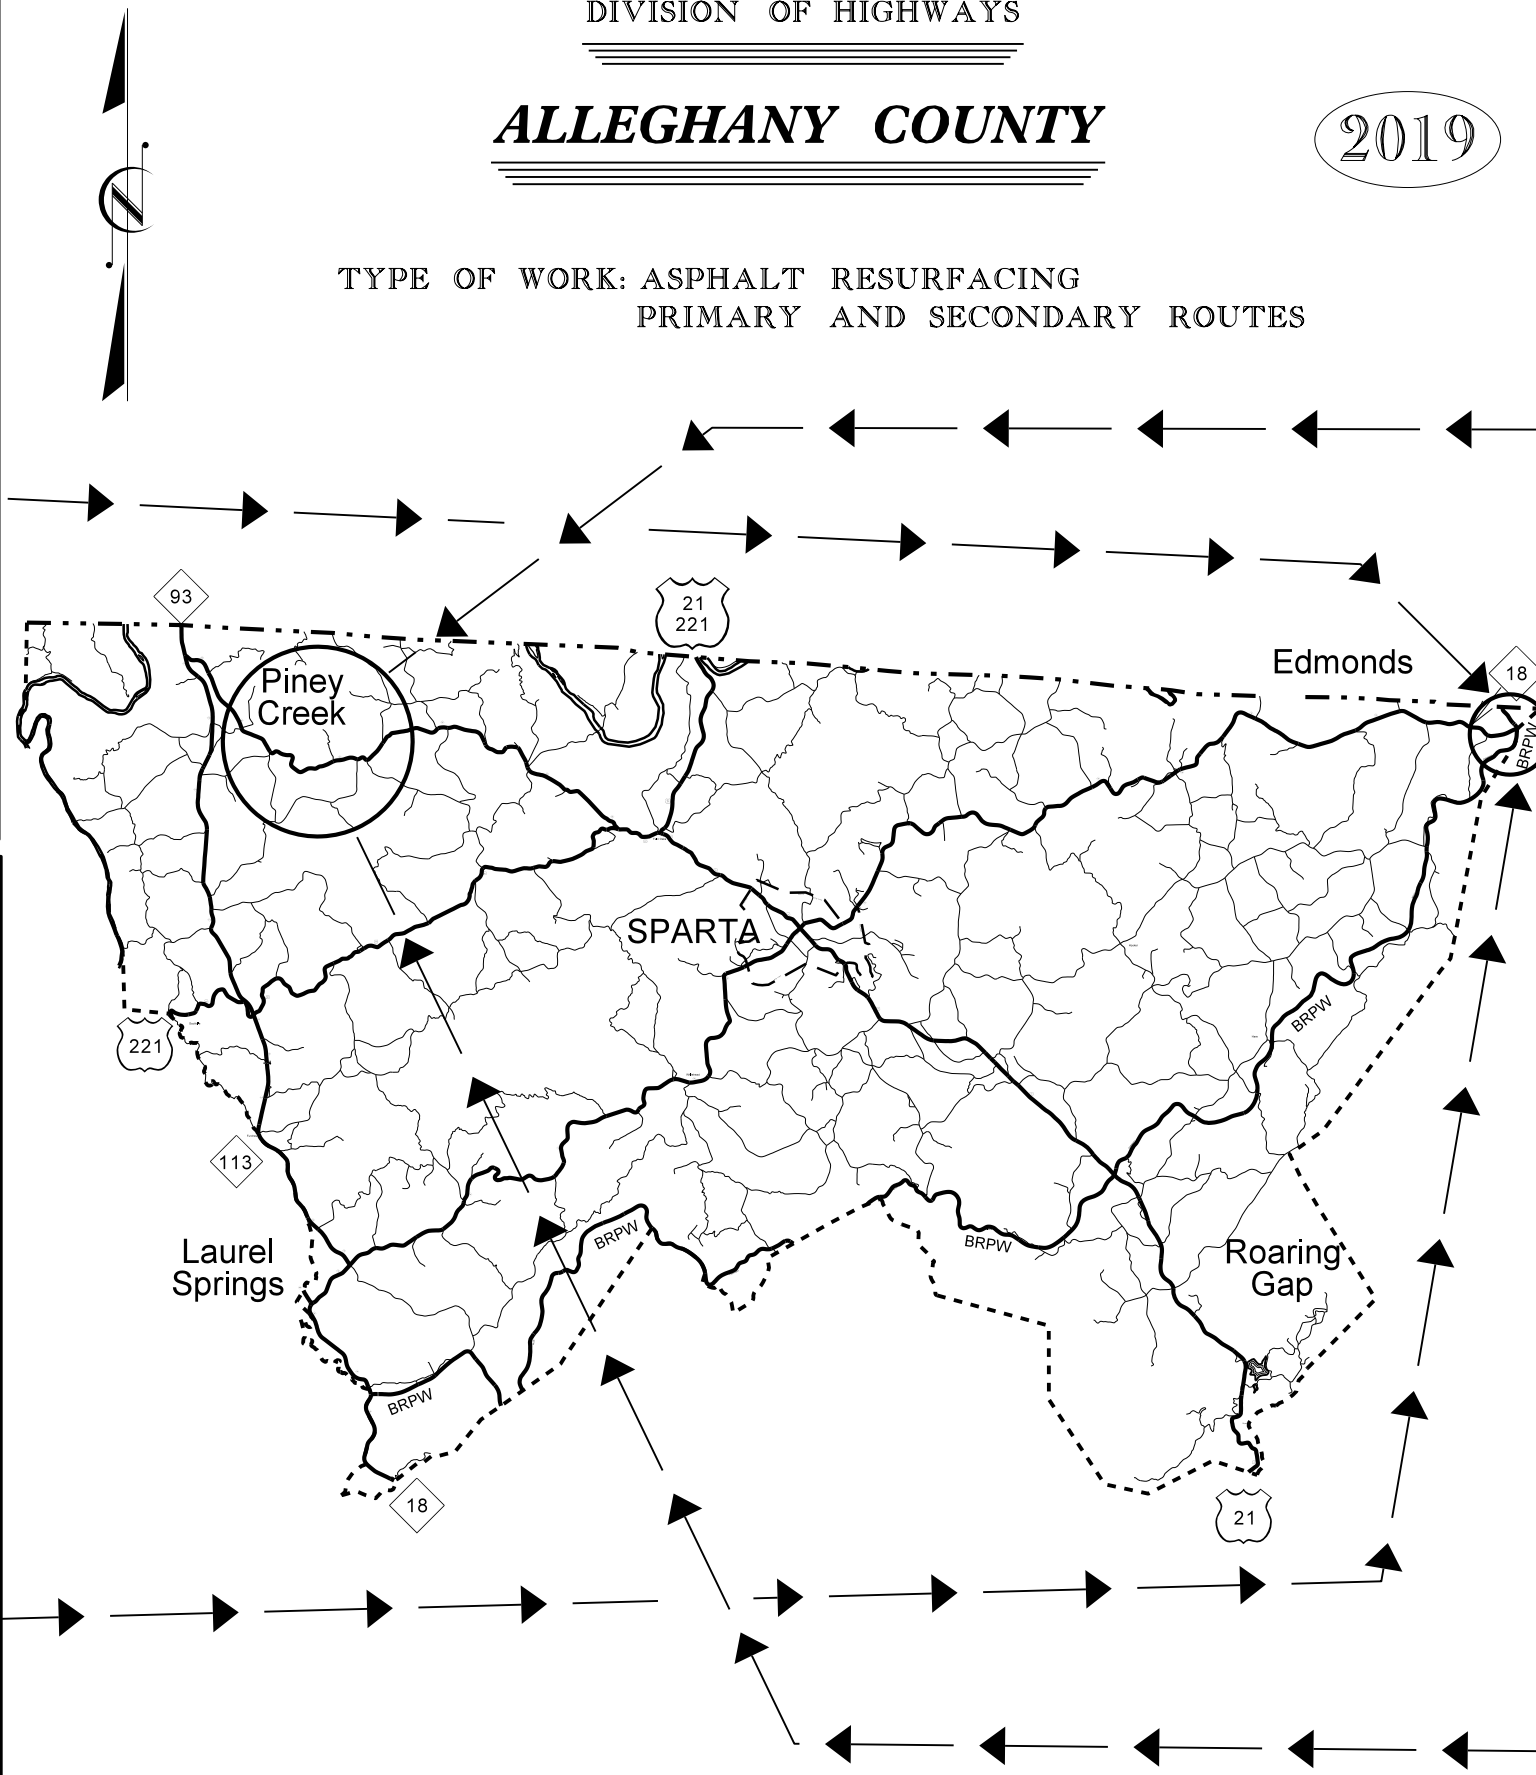 DIVISION OF HIGHWAYS
ALLEGHANY COUNTY
2019
TYPE OF WORK: ASPHALT RESURFACING
PRIMARY AND SECONDARY ROUTES
93
21
221
Edmonds
18
Piney
Creek
BRPW
SPARTA
BRPW
221
113
BRPW
BRPW
Laurel
Springs
Roaring
Gap
BRPW
18
21
N